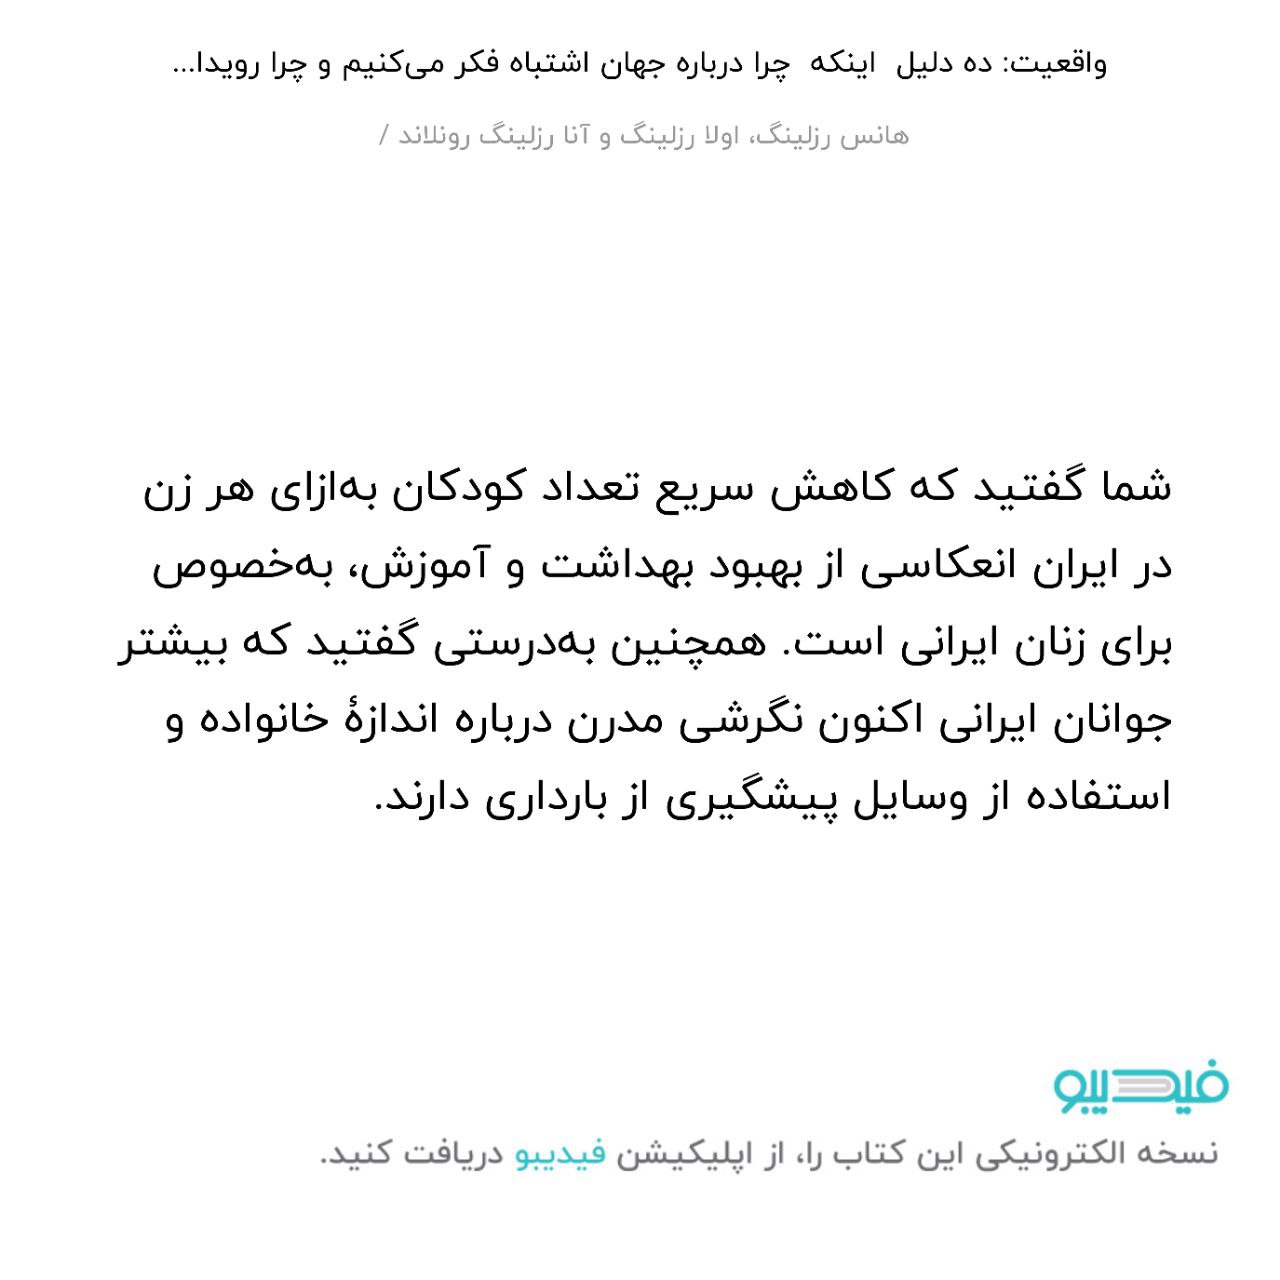 واقعیت: ده دلیل اینکه چرا درباره جهان اشتباه فکر می‌کنیم و چرا رویدا...
هانس رزلینگ، اولا رزلینگ و آنا رزلینگ رونلاند /
شما گفتید که کاهش سریع تعداد کودکان به‌ازای هر زن
در ایران انعکاسی از بهبود بهداشت و آموزش، به‌خصوص
برای زنان ایرانی است. همچنین به‌درستی گفتید که بیشتر
جوانان ایرانی اکنون نگرشی مدرن درباره اندازهٔ خانواده و
استفاده از وسایل پیشگیری از بارداری دارند.
فیدیبو
نسخه الکترونیکی این کتاب را، از اپلیکیشن فیدیبو دریافت کنید.